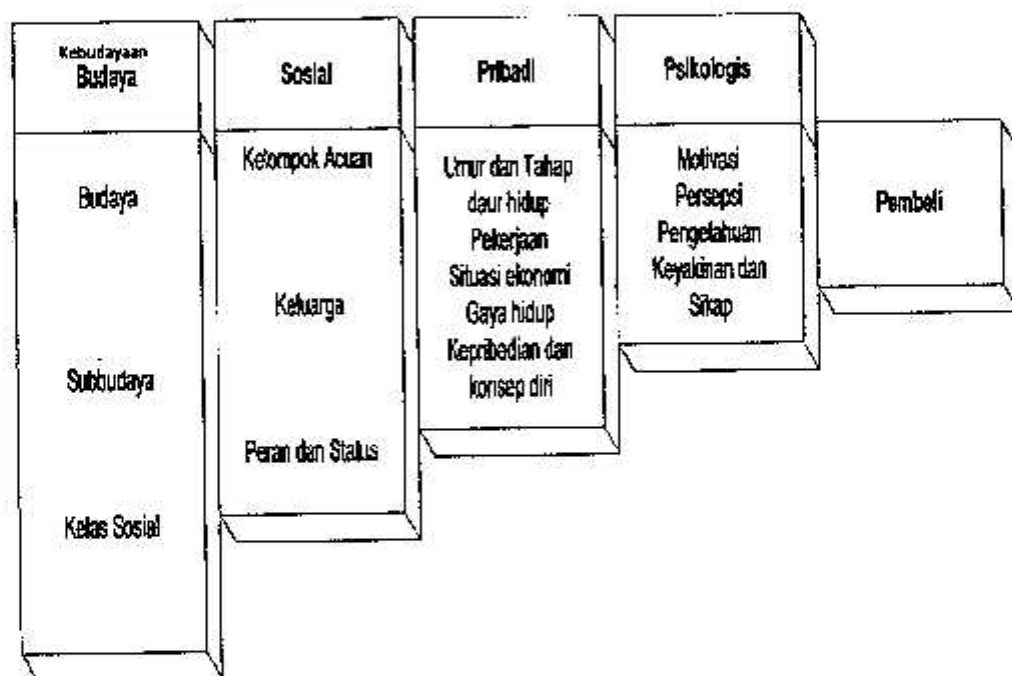 Kebudayaan
Budaya
Sosial
Pribadi
Psikologis
Budaya
Subbudaya
Kelas Sosial
Kelompok Acuan
Keluarga
Peran dan Status
Umur dan Tahap
daur hidup
Pekerjaan
Situasi ekonomi
Gaya hidup
Kepribedian dan
konsep diri
Motivasi
Persepsi
Pengetahuan
Keyakinan dan
Sikap
Pembeli